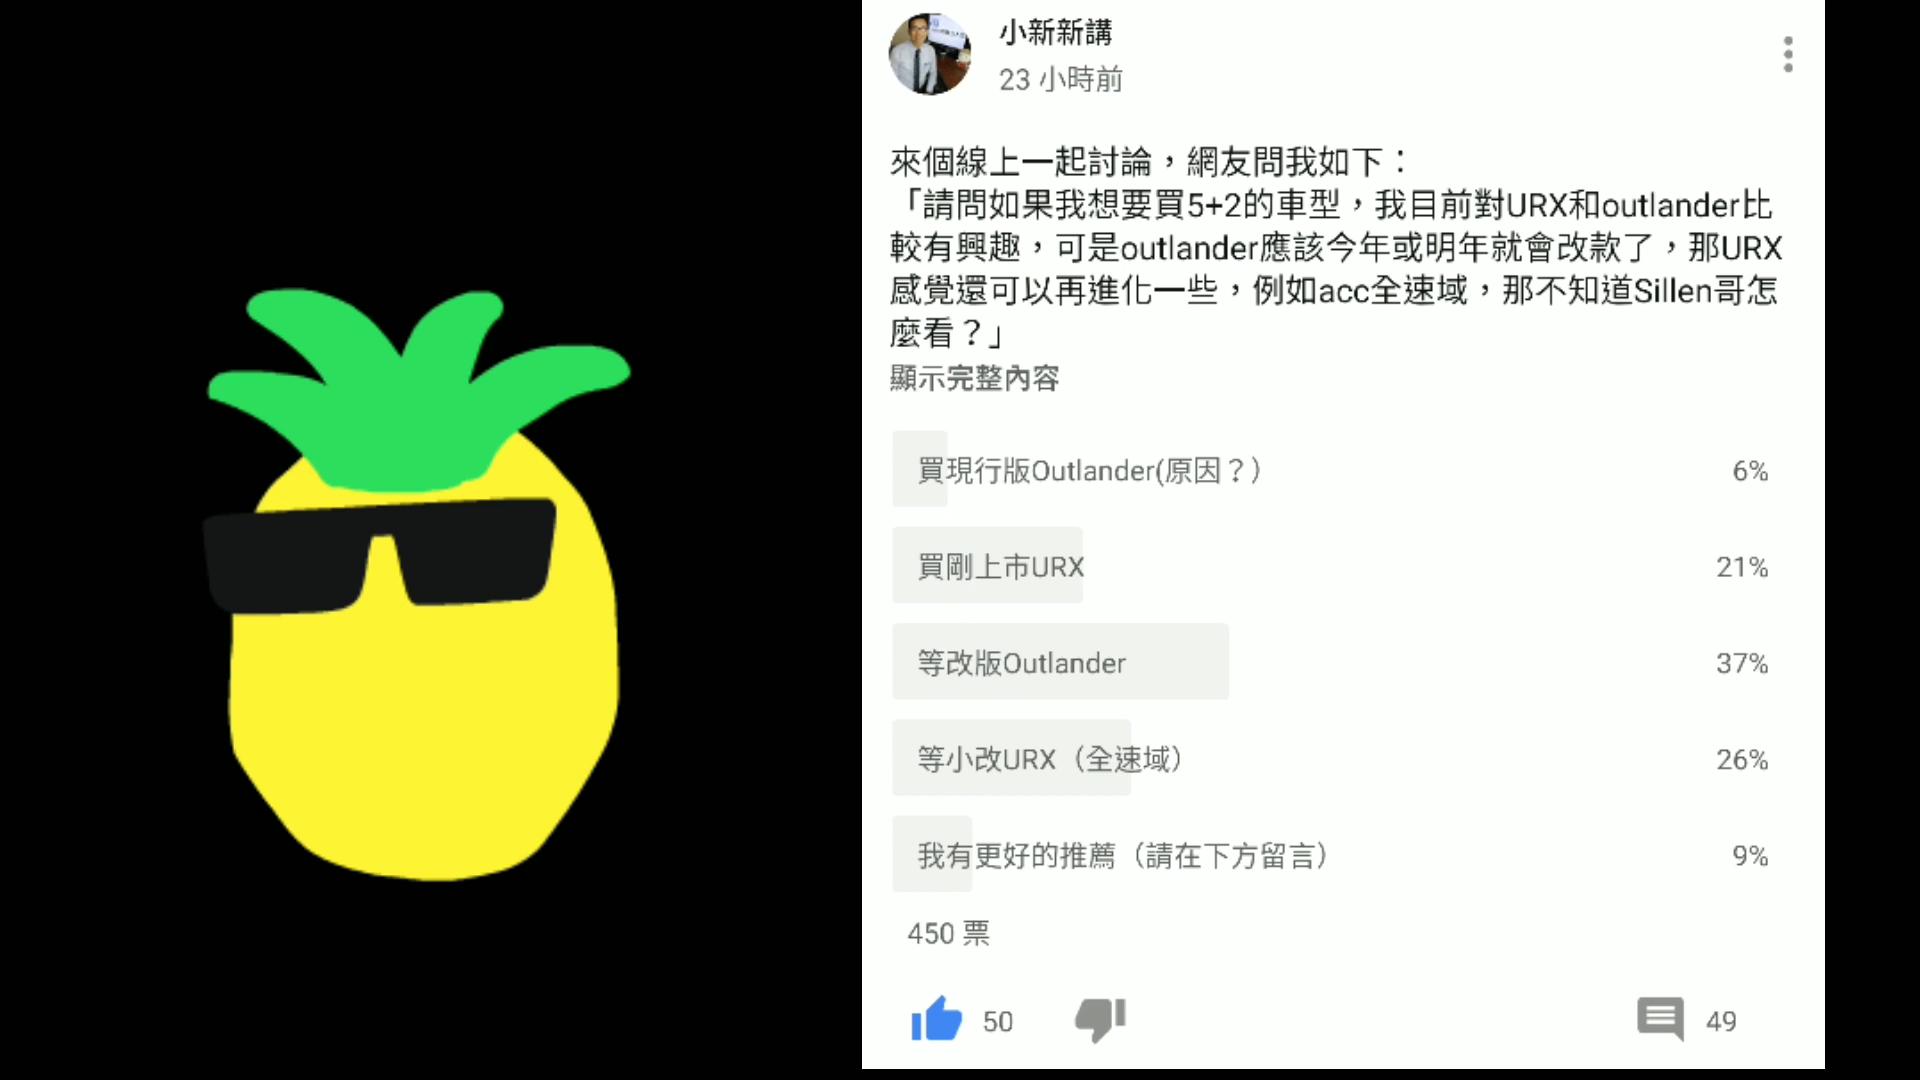 小新新講
23 小時前
來個線上一起討論，網友問我如下：
「請問如果我想要買5+2的車型，我目前對URX和outlander比
較有興趣，可是outlander應該今年或明年就會改款了，那URX
感覺還可以再進化一些，例如acc全速域，那不知道Sillen哥怎
麼看？」
顯示完整內容
買現行版Outlander(原因？）
6%
買剛上市URX
21%
等改版Outlander
37%
等小改URX（全速域）
26%
我有更好的推薦（請在下方留言）
9%
450 票
50
49